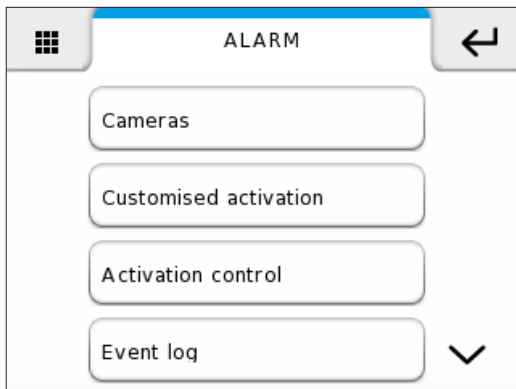 ALARM
Cameras
Customised activation
Activation control
Event log